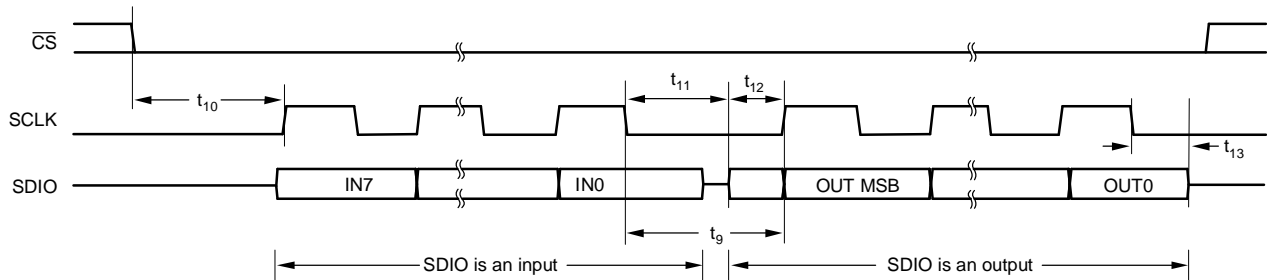 CS
t10
t11
t12
SCLK
t13
SDIO
IN7
IN0
OUT MSB
OUT0
t9
SDIO is an input
SDIO is an output